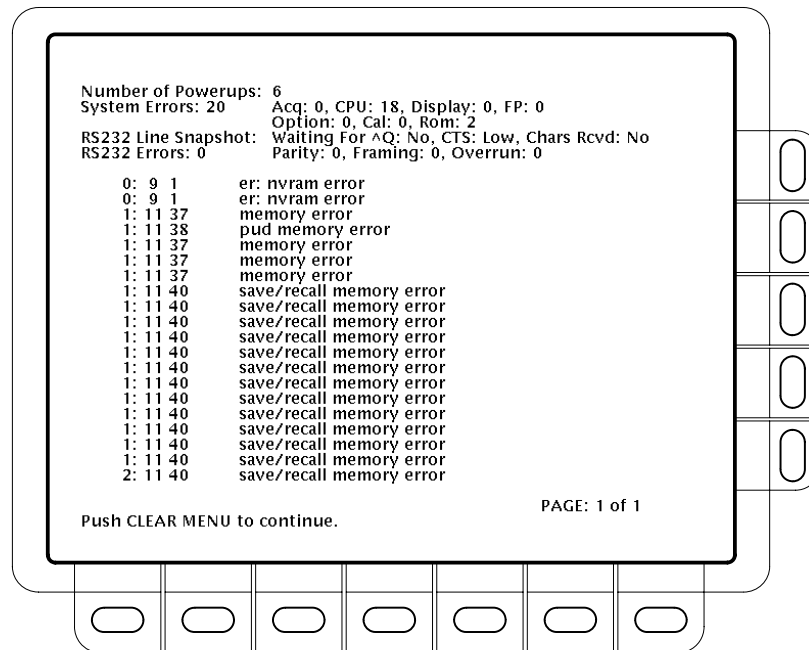 Number of Powerups: 6
System Errors: 20 Acq: 0, CPU: 18, Display: 0, FP: 0
Option: 0, Cal: 0, Rom: 2
RS232 Line Snapshot: Waiting For ^Q: No, CTS: Low, Chars Rcvd: No
RS232 Errors: 0 Parity: 0, Framing: 0, Overrun: 0
0: 9 1 er: nvram error
0: 9 1 er: nvram error
1: 11 37 memory error
1: 11 38 pud memory error
1: 11 37 memory error
1: 11 37 memory error
1: 11 37 memory error
1: 11 40 save/recall memory error
1: 11 40 save/recall memory error
1: 11 40 save/recall memory error
1: 11 40 save/recall memory error
1: 11 40 save/recall memory error
1: 11 40 save/recall memory error
1: 11 40 save/recall memory error
1: 11 40 save/recall memory error
1: 11 40 save/recall memory error
1: 11 40 save/recall memory error
1: 11 40 save/recall memory error
1: 11 40 save/recall memory error
2: 11 40 save/recall memory error
PAGE: 1 of 1
Push CLEAR MENU to continue.